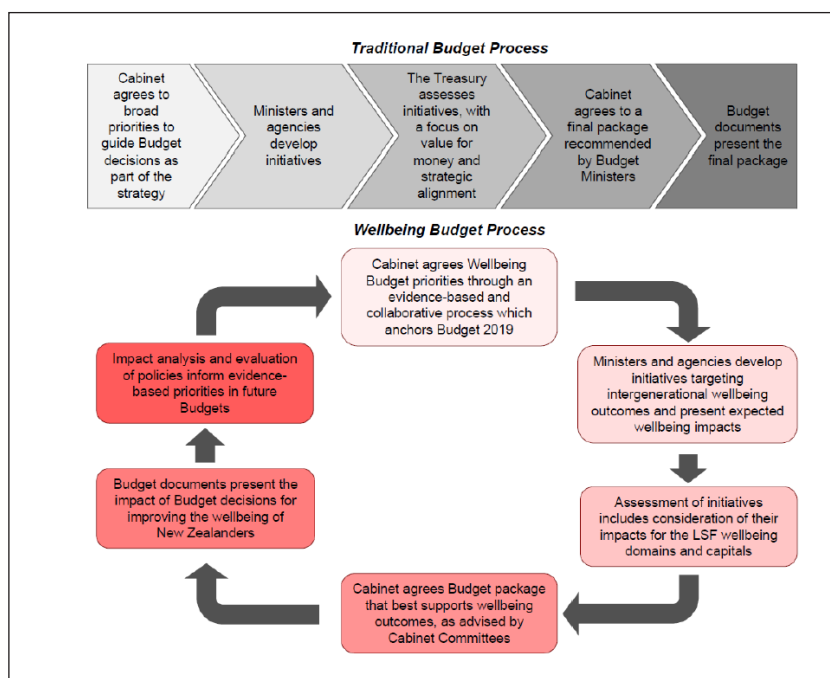 Traditional Budget Process
Cabinet
agrees to
broad
priorities to
guide Budget
decisions as
part of the
strategy
Ministers and
agencies
develop
initiatives
The Treasury
assesses
initiatives, with
a focus on
value for
money and
strategic
alignment
Cabinet
agrees to a
final package
recommended
by Budget
Ministers
Budget
documents
present the
final package
Wellbeing Budget Process
Cabinet agrees Wellbeing
Budget priorities through an
evidence-based and
collaborative process which
anchors Budget 2019
Ministers and agencies develop
initiatives targeting
intergenerational wellbeing
outcomes and present expected
wellbeing impacts
Assessment of initiatives
includes consideration of their
impacts for the LSF wellbeing
domains and capitals
Cabinet agrees Budget package
that best supports wellbeing
outcomes, as advised by
Cabinet Committees
Budget documents present the
impact of Budget decisions for
improving the wellbeing of
New Zealanders
Impact analysis and evaluation
of policies inform evidence-
based priorities in future
Budgets